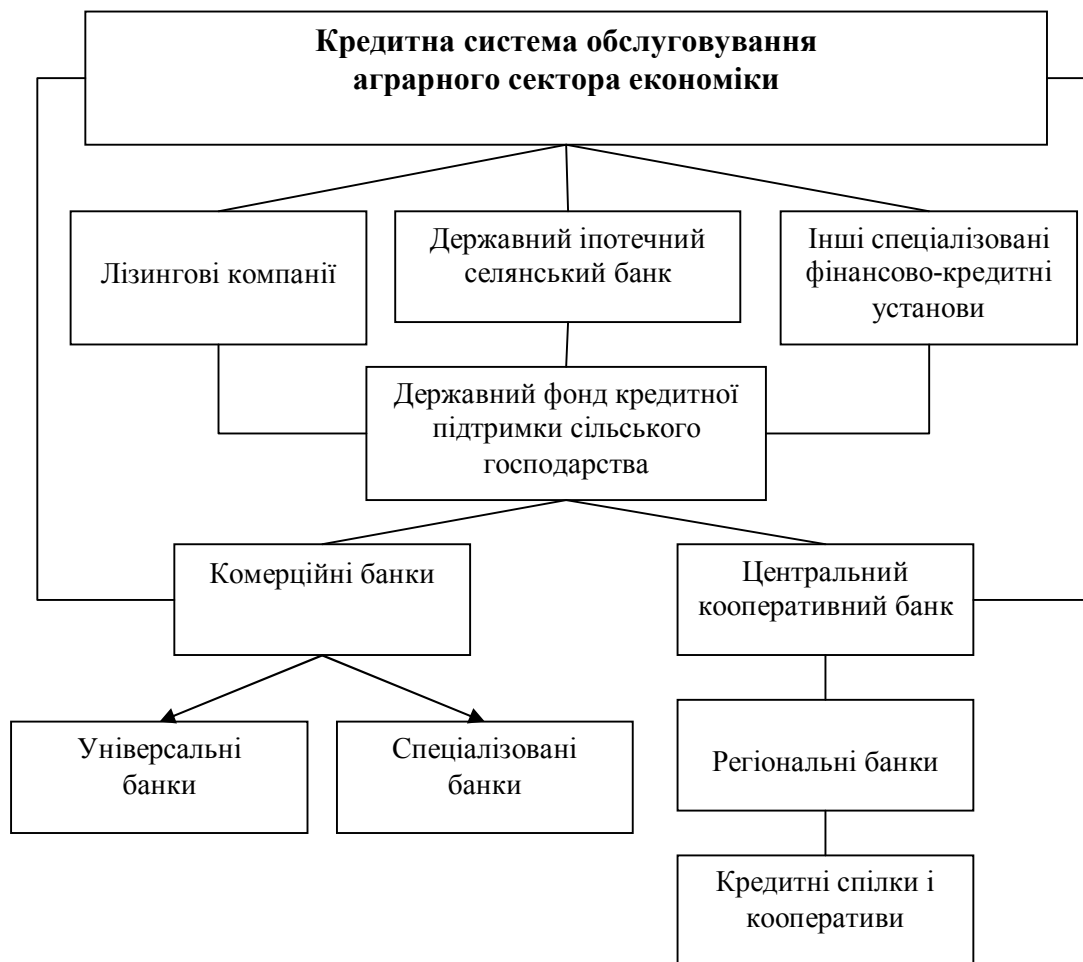 Кредитна система обслуговування
аграрного сектора економіки
Лізингові компанії
Державний іпотечний
селянський банк
Інші спеціалізовані
фінансово-кредитні
установи
Державний фонд кредитної
підтримки сільського
господарства
Комерційні банки
Центральний
кооперативний банк
Універсальні
банки
Спеціалізовані
банки
Регіональні банки
Кредитні спілки і
кооперативи